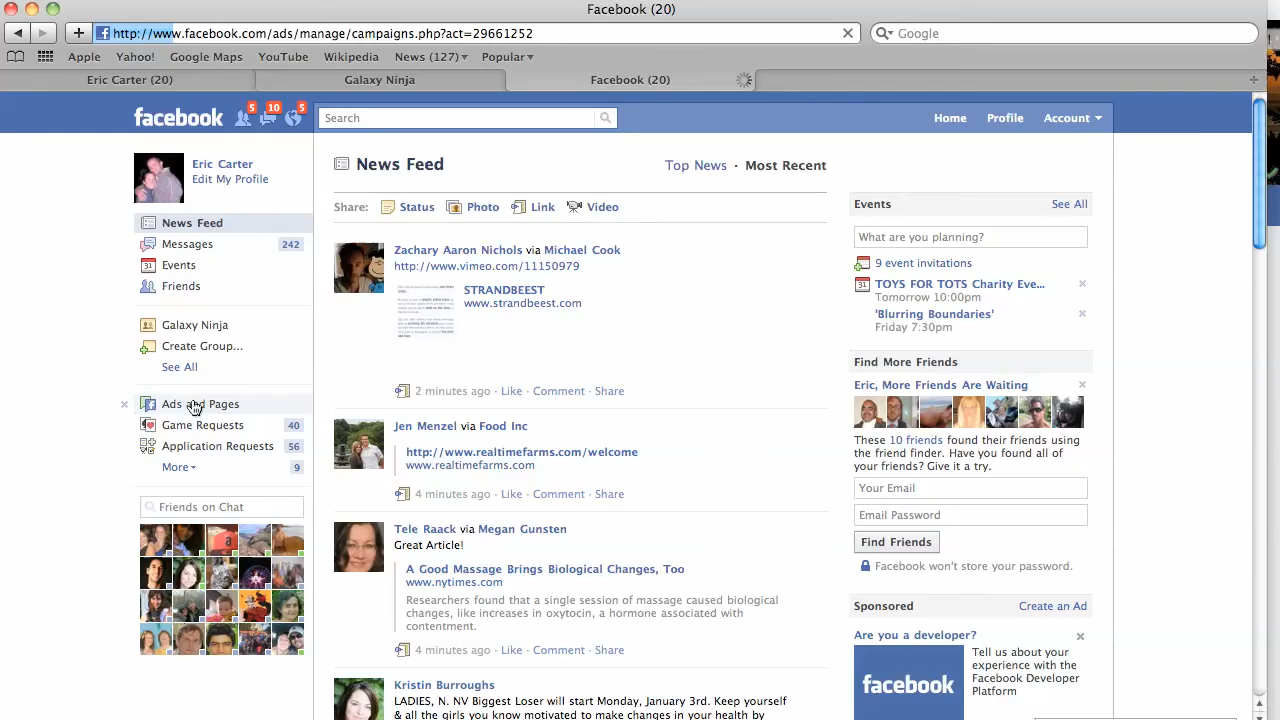 Facebook (20)
http://www.facebook.com/ads/manage/campaigns.php?act=29661252
Google
Apple Yahoo! Google Maps YouTube Wikipedia News (127) Popular
Eric Carter (20) Galaxy Ninja Facebook (20)
facebook 5 10 5 Search Home Profile Account
Eric Carter
Edit My Profile
News Feed
Messages 242
Events
Friends
Galaxy Ninja
Create Group...
See All
Ads and Pages
Game Requests 40
Application Requests 56
More 9
Friends on Chat
News Feed Top News · Most Recent
Share: Status Photo Link Video
Zachary Aaron Nichols via Michael Cook
http://www.vimeo.com/11150979
STRANDBEEST
www.strandbeest.com
2 minutes ago · Like · Comment · Share
Jen Menzel via Food Inc
http://www.realtimefarms.com/welcome
www.realtimefarms.com
4 minutes ago · Like · Comment · Share
Tele Raack via Megan Gunsten
Great Article!
A Good Massage Brings Biological Changes, Too
www.nytimes.com
Researchers found that a single session of massage caused biological
changes, like increases in oxytocin, a hormone associated with
contentment.
4 minutes ago · Like · Comment · Share
Kristin Burroughs
LADIES, N. NV Biggest Loser will start Monday, January 3rd. Keep yourself
& all the girls you know motivated to make changes in your health by
Events See All
What are you planning?
9 event invitations
31 TOYS FOR TOTS Charity Eve...
Tomorrow 10:00pm
'Blurring Boundaries'
Friday 7:30pm
Find More Friends
Eric, More Friends Are Waiting
These 10 friends found their friends using
the friend finder. Have you found all of
your friends? Give it a try.
Your Email
Email Password
Find Friends
Facebook won't store your password.
Sponsored Create an Ad
Are you a developer?
facebook
Tell us about your
experience with the
Facebook Developer
Platform